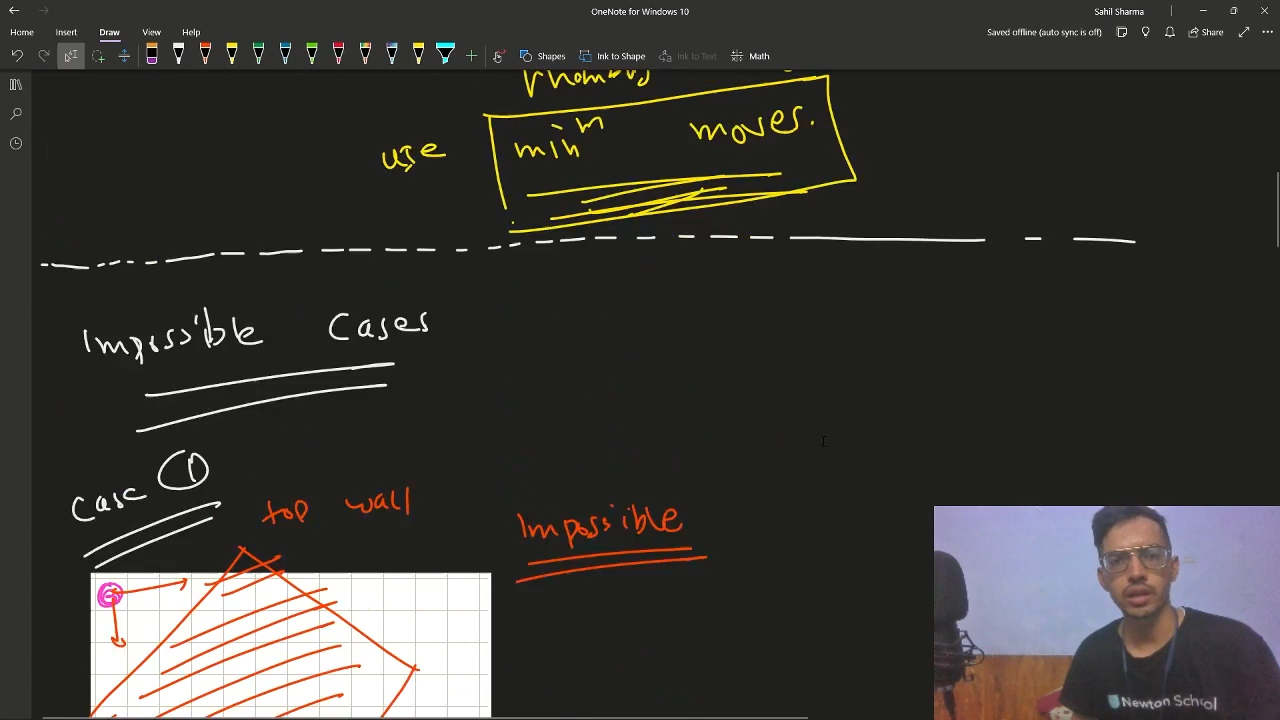 OneNote for Windows 10
Sahil Sharma
Home Insert Draw View Help
Saved offline (auto sync is off)
Share
Shapes
Ink to Shape
Ink to Text
Math
use minᵐ moves.
Impossible Cases
Case ①
top wall
Impossible
Newton School